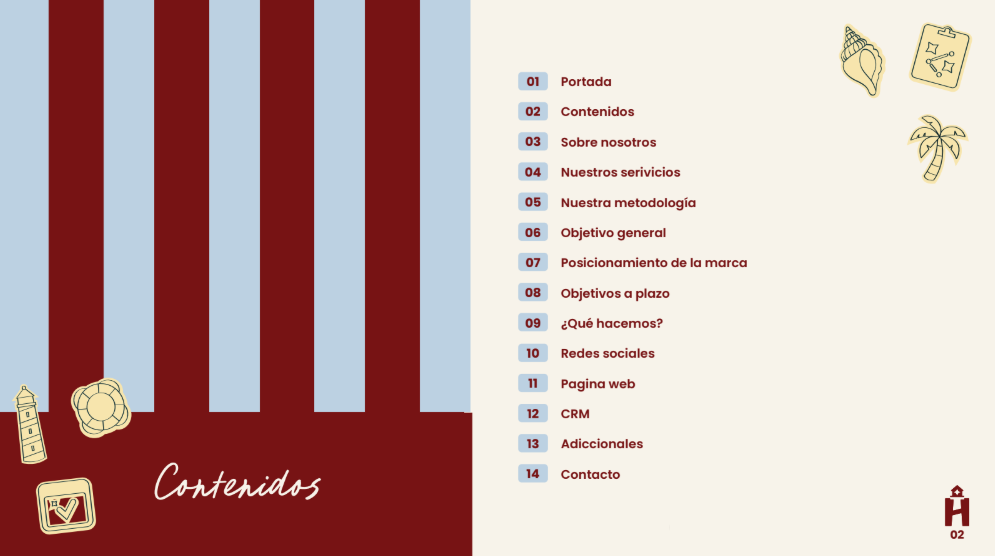 01 Portada
02 Contenidos
03 Sobre nosotros
04 Nuestros serivicios
05 Nuestra metodología
06 Objetivo general
07 Posicionamiento de la marca
08 Objetivos a plazo
09 ¿Qué hacemos?
10 Redes sociales
11 Pagina web
12 CRM
13 Adiccionales
14 Contacto
Contenidos
H
02